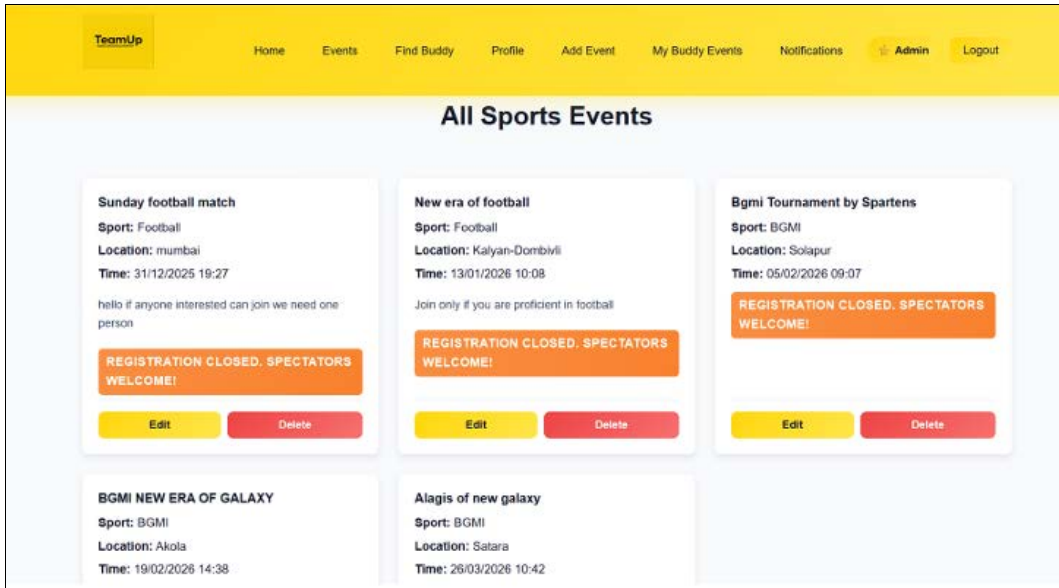 TeamUp
Home Events Find Buddy Profile Add Event My Buddy Events Notifications Admin Logout
All Sports Events
Sunday football match
Sport: Football
Location: mumbai
Time: 31/12/2025 19:27
hello if anyone interested can join we need one
person
REGISTRATION CLOSED. SPECTATORS
WELCOME!
Edit Delete
New era of football
Sport: Football
Location: Kalyan-Dombivli
Time: 13/01/2026 10:08
Join only if you are proficient in football
REGISTRATION CLOSED. SPECTATORS
WELCOME!
Edit Delete
Bgmi Tournament by Spartens
Sport: BGMI
Location: Solapur
Time: 05/02/2026 09:07
REGISTRATION CLOSED. SPECTATORS
WELCOME!
Edit Delete
BGMI NEW ERA OF GALAXY
Sport: BGMI
Location: Akola
Time: 19/02/2026 14:38
Alagis of new galaxy
Sport: BGMI
Location: Satara
Time: 26/03/2026 10:42